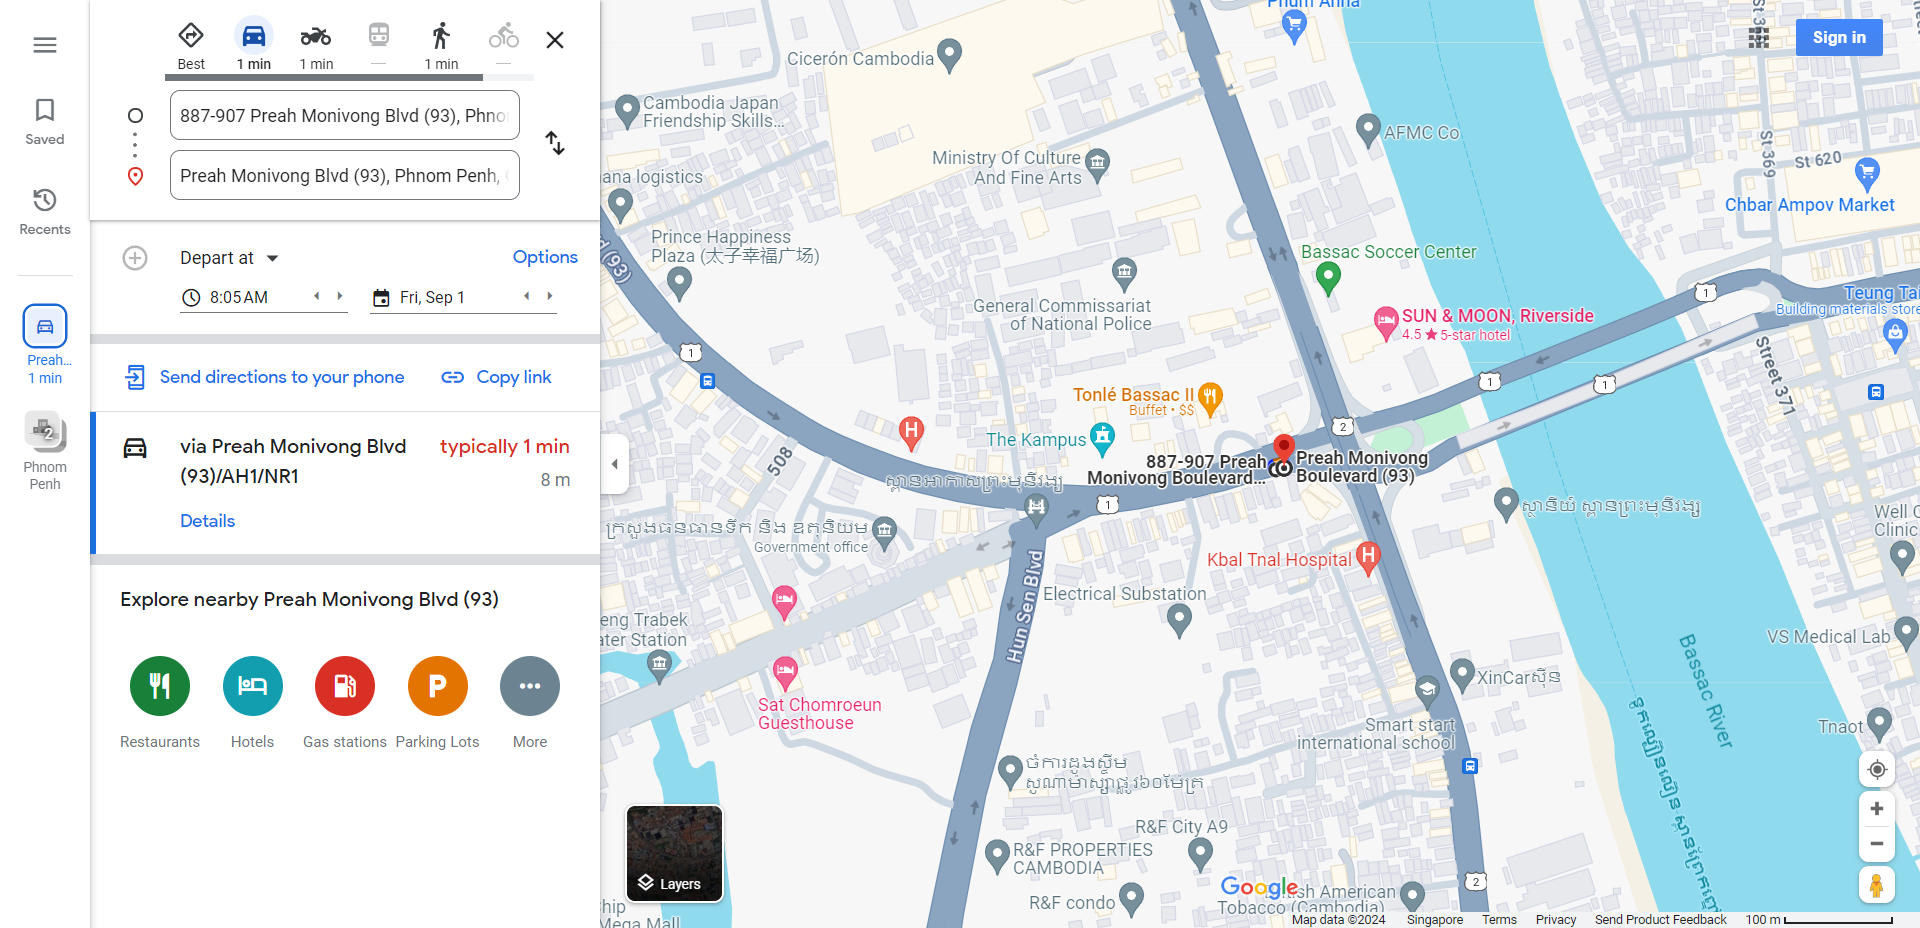 Saved
Recents
Preah...
1 min
2
Phnom
Penh
Best
1 min
1 min
—
1 min
—
887-907 Preah Monivong Blvd (93), Phno
Preah Monivong Blvd (93), Phnom Penh,
Depart at
Options
8:05 AM
Fri, Sep 1
Send directions to your phone
Copy link
via Preah Monivong Blvd
(93)/AH1/NR1
typically 1 min
8 m
Details
Explore nearby Preah Monivong Blvd (93)
P
Restaurants
Hotels
Gas stations
Parking Lots
More
Phum Anna
Sign in
Cicerón Cambodia
Cambodia Japan
Friendship Skills...
AFMC Co
St 369
St 620
Ministry Of Culture
And Fine Arts
ana logistics
Chbar Ampov Market
Prince Happiness
Plaza (太子幸福广场)
d (93)
Bassac Soccer Center
General Commissariat
of National Police
SUN & MOON, Riverside
4.5 ★ 5-star hotel
Teung Tai
Building materials store
1
1
1
1
Street 371
Tonlé Bassac II
Buffet • $$
2
H
The Kampus
887-907 Preah
Monivong Boulevard...
Preah Monivong
Boulevard (93)
508
ស្ពានអាកាសព្រះមុនីវង្ស
1
ក្រសួងធនធានទឹក និង ឧតុនិយម
Government office
ស្ថានីយ៍ ស្ពានព្រះមុនីវង្ស
Well C
Clinic
Kbal Tnal Hospital
H
Hun Sen Blvd
Electrical Substation
eng Trabek
ater Station
VS Medical Lab
Bassac River
XinCarស៊ីន
Sat Chomroeun
Guesthouse
Smart start
international school
Tnaot
R&F City A9
R&F PROPERTIES
CAMBODIA
R&F condo
Layers
Google
sh American
Tobacco (Cambodia)
2
hip
Mega Mall
Map data ©2024
Singapore
Terms
Privacy
Send Product Feedback
100 m